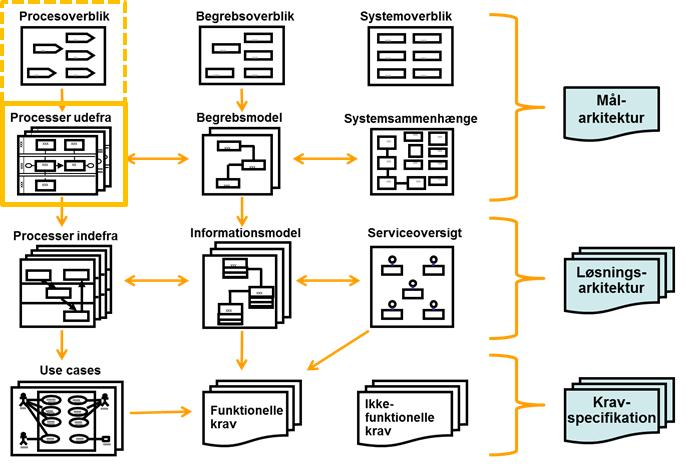 Procesoverblik
Begrebsoverblik
Systemoverblik
Mål-
arkitektur
Processer udefra
Begrebsmodel
Systemsammenhænge
Processer indefra
Informationsmodel
Serviceoversigt
Løsnings-
arkitektur
Use cases
Funktionelle
krav
Ikke-
funktionelle
krav
Krav-
specifikation